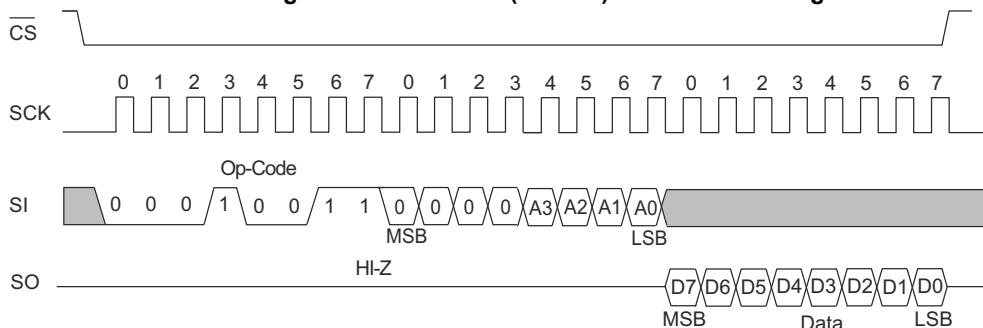 CS
0 1 2 3 4 5 6 7 0 1 2 3 4 5 6 7 0 1 2 3 4 5 6 7
SCK
Op-Code
SI 0 0 0 1 0 0 1 1 0 0 0 0 A3 A2 A1 A0
MSB LSB
HI-Z
SO D7 D6 D5 D4 D3 D2 D1 D0
MSB Data LSB